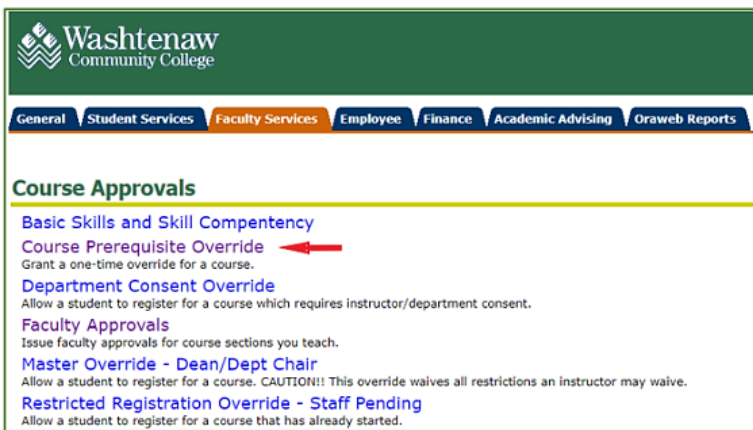 Washtenaw
Community College
General Student Services Faculty Services Employee Finance Academic Advising Oraweb Reports
Course Approvals
Basic Skills and Skill Compentency
Course Prerequisite Override
Grant a one-time override for a course.
Department Consent Override
Allow a student to register for a course which requires instructor/department consent.
Faculty Approvals
Issue faculty approvals for course sections you teach.
Master Override - Dean/Dept Chair
Allow a student to register for a course. CAUTION!! This override waives all restrictions an instructor may waive.
Restricted Registration Override - Staff Pending
Allow a student to register for a course that has already started.